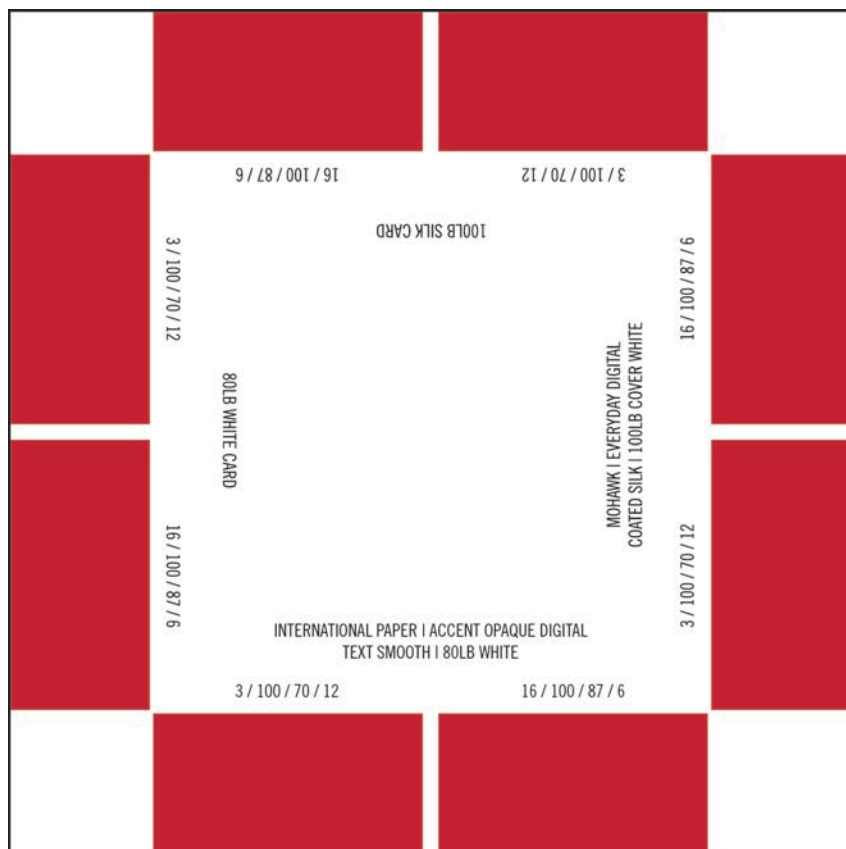 16 / 100 / 87 / 6
3 / 100 / 70 / 12
100LB SILK CARD
3 / 100 / 70 / 12
80LB WHITE CARD
16 / 100 / 87 / 6
16 / 100 / 87 / 6
MOHAWK | EVERYDAY DIGITAL
COATED SILK | 100LB COVER WHITE
3 / 100 / 70 / 12
INTERNATIONAL PAPER | ACCENT OPAQUE DIGITAL
TEXT SMOOTH | 80LB WHITE
3 / 100 / 70 / 12
16 / 100 / 87 / 6